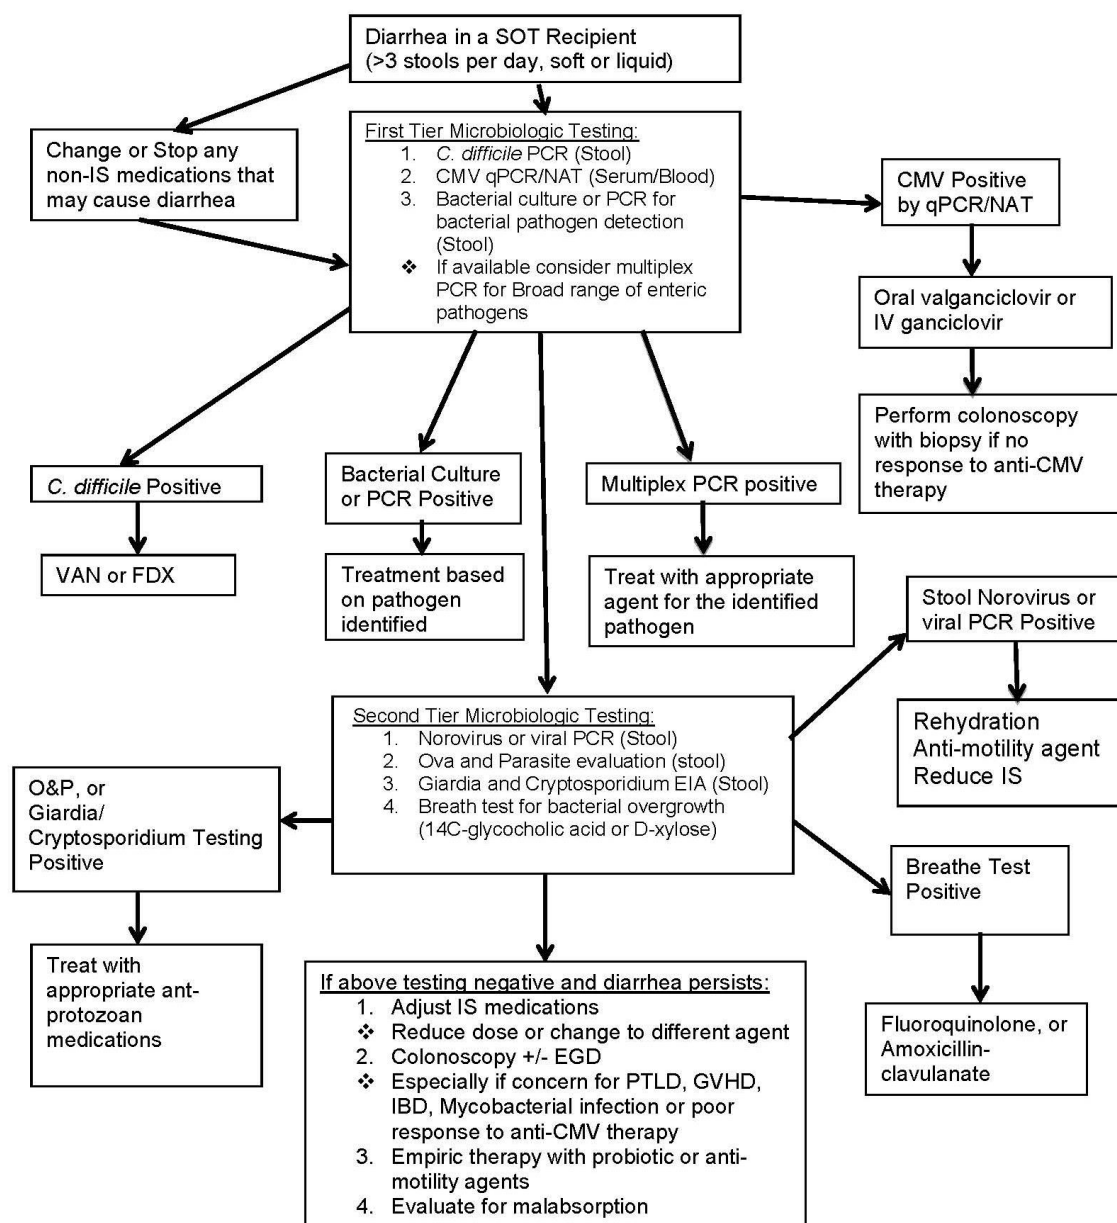 Diarrhea in a SOT Recipient
(>3 stools per day, soft or liquid)
Change or Stop any
non-IS medications that
may cause diarrhea
First Tier Microbiologic Testing:
1. C. difficile PCR (Stool)
2. CMV qPCR/NAT (Serum/Blood)
3. Bacterial culture or PCR for
bacterial pathogen detection
(Stool)
❖ If available consider multiplex
PCR for Broad range of enteric
pathogens
CMV Positive
by qPCR/NAT
Oral valganciclovir or
IV ganciclovir
Perform colonoscopy
with biopsy if no
response to anti-CMV
therapy
C. difficile Positive
VAN or FDX
Bacterial Culture
or PCR Positive
Treatment based
on pathogen
identified
Multiplex PCR positive
Treat with appropriate
agent for the identified
pathogen
Stool Norovirus or
viral PCR Positive
Rehydration
Anti-motility agent
Reduce IS
Second Tier Microbiologic Testing:
1. Norovirus or viral PCR (Stool)
2. Ova and Parasite evaluation (stool)
3. Giardia and Cryptosporidium EIA (Stool)
4. Breath test for bacterial overgrowth
(14C-glycocholic acid or D-xylose)
O&P, or
Giardia/
Cryptosporidium Testing
Positive
Treat with
appropriate ant-
protozoan
medications
Breathe Test
Positive
Fluoroquinolone, or
Amoxicillin-
clavulanate
If above testing negative and diarrhea persists:
1. Adjust IS medications
❖ Reduce dose or change to different agent
2. Colonoscopy +/- EGD
❖ Especially if concern for PTLD, GVHD,
IBD, Mycobacterial infection or poor
response to anti-CMV therapy
3. Empiric therapy with probiotic or anti-
motility agents
4. Evaluate for malabsorption